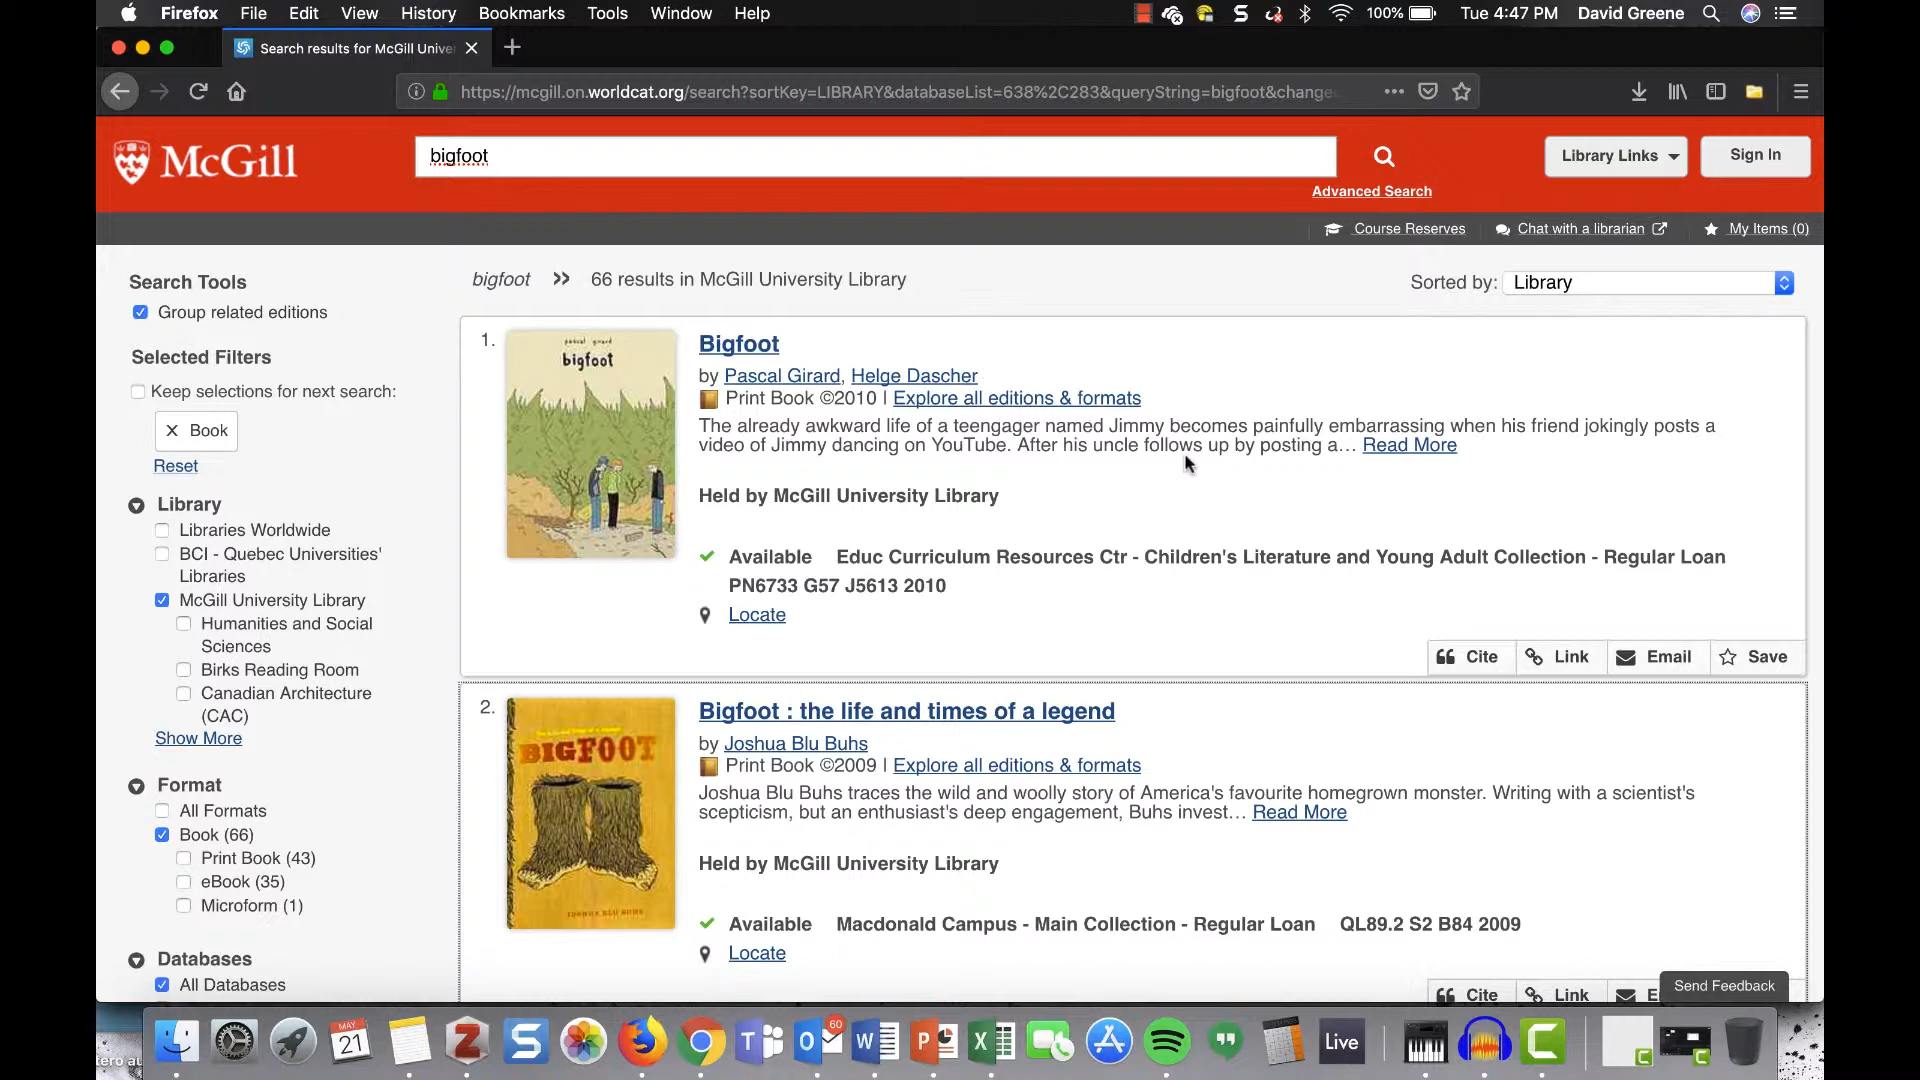 Firefox File Edit View History Bookmarks Tools Window Help 100% Tue 4:47 PM David Greene
Search results for McGill Unive
https://mcgill.on.worldcat.org/search?sortKey=LIBRARY&databaseList=638%2C283&queryString=bigfoot&change
McGill
bigfoot
Library Links
Sign In
Advanced Search
Course Reserves Chat with a librarian My Items (0)
Search Tools
Group related editions
Selected Filters
Keep selections for next search:
Book
Reset
Library
Libraries Worldwide
BCI - Quebec Universities'
Libraries
McGill University Library
Humanities and Social
Sciences
Birks Reading Room
Canadian Architecture
(CAC)
Show More
Format
All Formats
Book (66)
Print Book (43)
eBook (35)
Microform (1)
Databases
All Databases
bigfoot » 66 results in McGill University Library
Sorted by: Library
1.
pascal girard
bigfoot
Bigfoot
by Pascal Girard, Helge Dascher
Print Book ©2010 | Explore all editions & formats
The already awkward life of a teengager named Jimmy becomes painfully embarrassing when his friend jokingly posts a
video of Jimmy dancing on YouTube. After his uncle follows up by posting a… Read More
Held by McGill University Library
Available Educ Curriculum Resources Ctr - Children's Literature and Young Adult Collection - Regular Loan
PN6733 G57 J5613 2010
Locate
Cite Link Email Save
2.
BIGFOOT
JOSHUA BLU BUHS
Bigfoot : the life and times of a legend
by Joshua Blu Buhs
Print Book ©2009 | Explore all editions & formats
Joshua Blu Buhs traces the wild and woolly story of America's favourite homegrown monster. Writing with a scientist's
scepticism, but an enthusiast's deep engagement, Buhs invest… Read More
Held by McGill University Library
Available Macdonald Campus - Main Collection - Regular Loan QL89.2 S2 B84 2009
Locate
Cite Link E
Send Feedback
MAY
21
60
Live